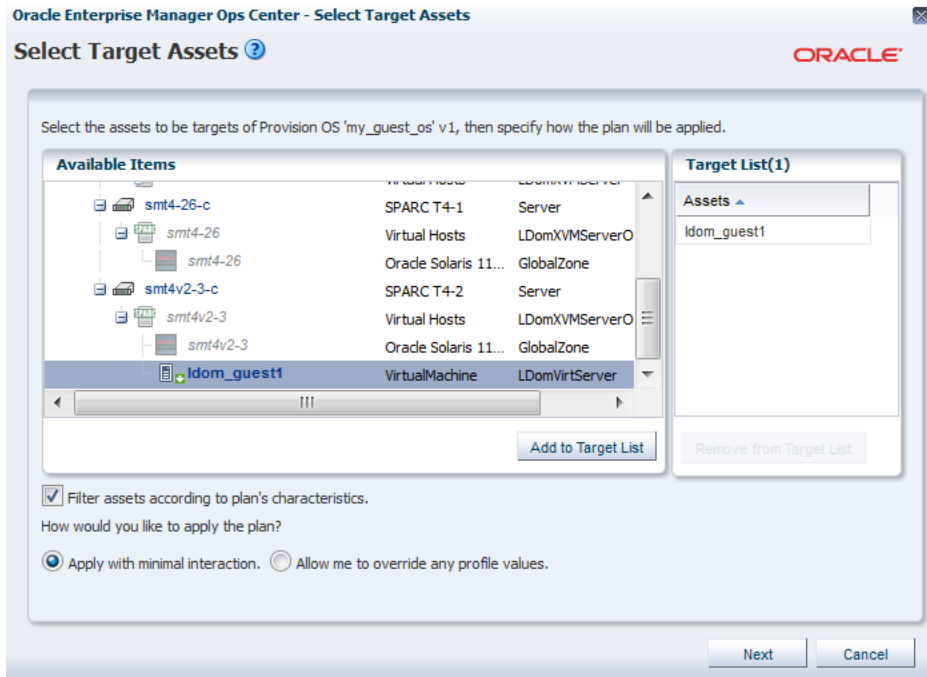 Oracle Enterprise Manager Ops Center - Select Target Assets
Select Target Assets ?
ORACLE
Select the assets to be targets of Provision OS 'my_guest_os' v1, then specify how the plan will be applied.
Available Items
smt4-26-c SPARC T4-1 Server
smt4-26 Virtual Hosts LDomXVMServerO
smt4-26 Oracle Solaris 11... GlobalZone
smt4v2-3-c SPARC T4-2 Server
smt4v2-3 Virtual Hosts LDomXVMServerO
smt4v2-3 Oracle Solaris 11... GlobalZone
ldom_guest1 VirtualMachine LDomVirtServer
Add to Target List
Target List(1)
Assets
ldom_guest1
Remove from Target List
Filter assets according to plan's characteristics.
How would you like to apply the plan?
Apply with minimal interaction. Allow me to override any profile values.
Next Cancel